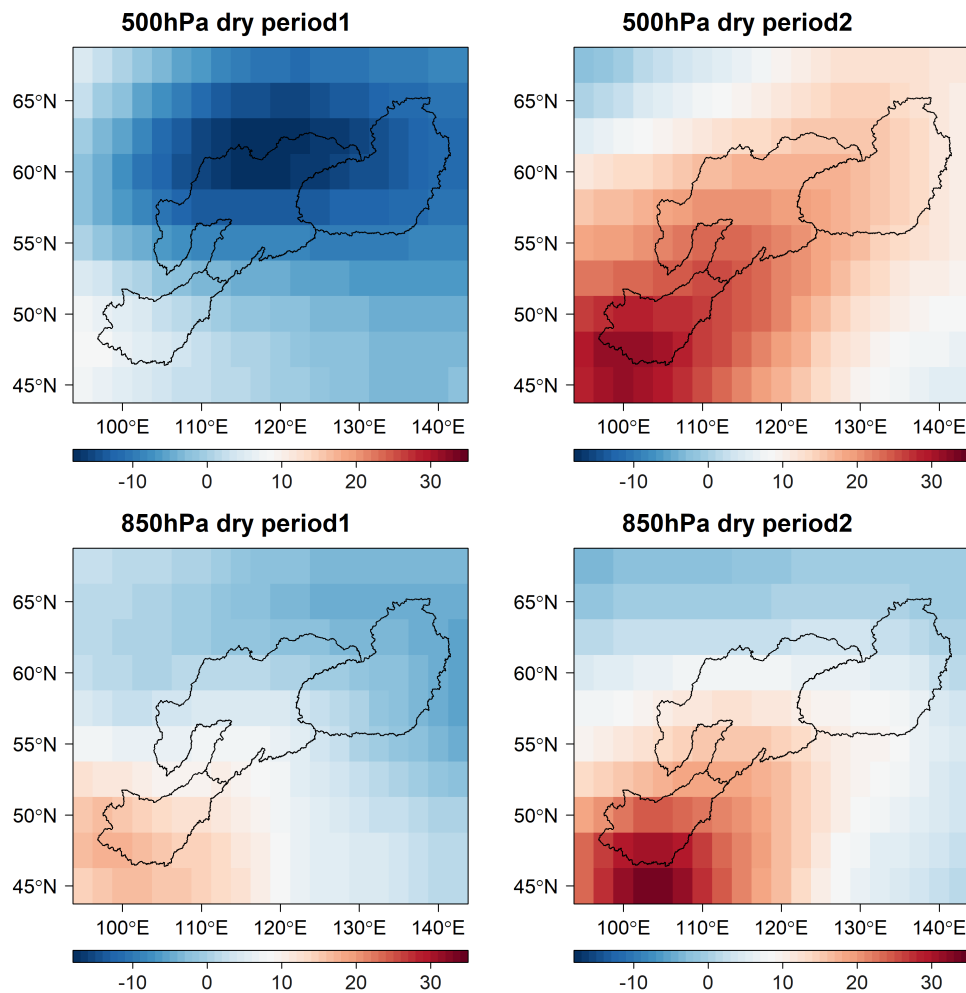 500hPa dry period1
500hPa dry period2
65°N
60°N
55°N
50°N
45°N
100°E 110°E 120°E 130°E 140°E
65°N
60°N
55°N
50°N
45°N
100°E 110°E 120°E 130°E 140°E
-10 0 10 20 30
-10 0 10 20 30
850hPa dry period1
850hPa dry period2
65°N
60°N
55°N
50°N
45°N
100°E 110°E 120°E 130°E 140°E
65°N
60°N
55°N
50°N
45°N
100°E 110°E 120°E 130°E 140°E
-10 0 10 20 30
-10 0 10 20 30